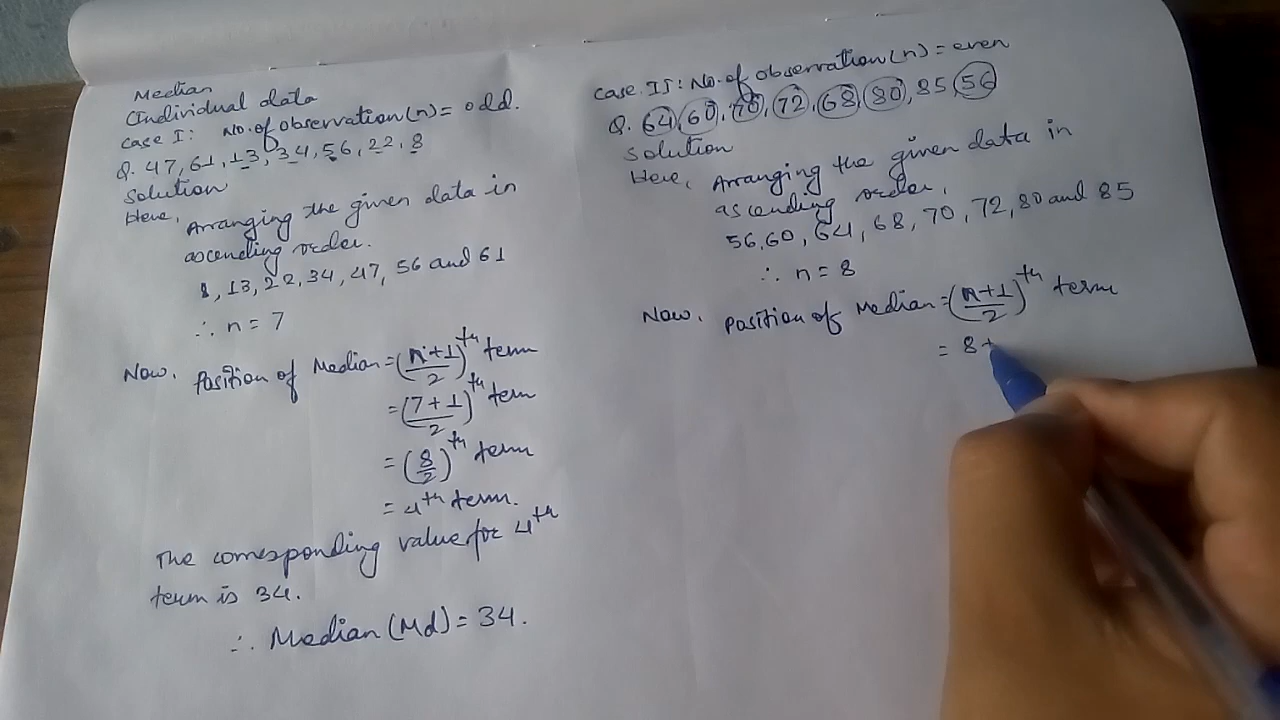 Median
Individual data
Case I: No. of observation (n) = odd.
Q. 47, 61, 13, 34, 56, 22, 8
Solution
Here, Arranging the given data in
ascending order.
8, 13, 22, 34, 47, 56 and 61
∴ n = 7
Now, Position of Median = (n+1/2)th term
= (7+1/2)th term
= (8/2)th term
= 4th term.
The corresponding value for 4th
term is 34.
∴ Median (Md) = 34.
Case II: No. of observation (n) = even
Q. 64, 60, 70, 72, 68, 80, 85, 56
Solution
Here, Arranging the given data in
ascending order,
56, 60, 64, 68, 70, 72, 80 and 85
∴ n = 8
Now, Position of Median = (n+1/2)th term
= 8+